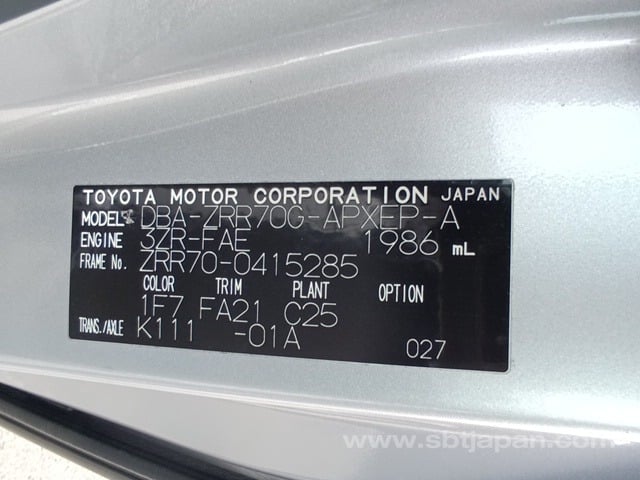 TOYOTA MOTOR CORPORATION JAPAN
MODEL DBA-ZRR70G-APXEP-A
ENGINE 3ZR-FAE 1986 mL
FRAME No. ZRR70-0415285
COLOR TRIM PLANT OPTION
1F7 FA21 C25
TRANS./AXLE K111 -01A
027
www.sbtjapan.com